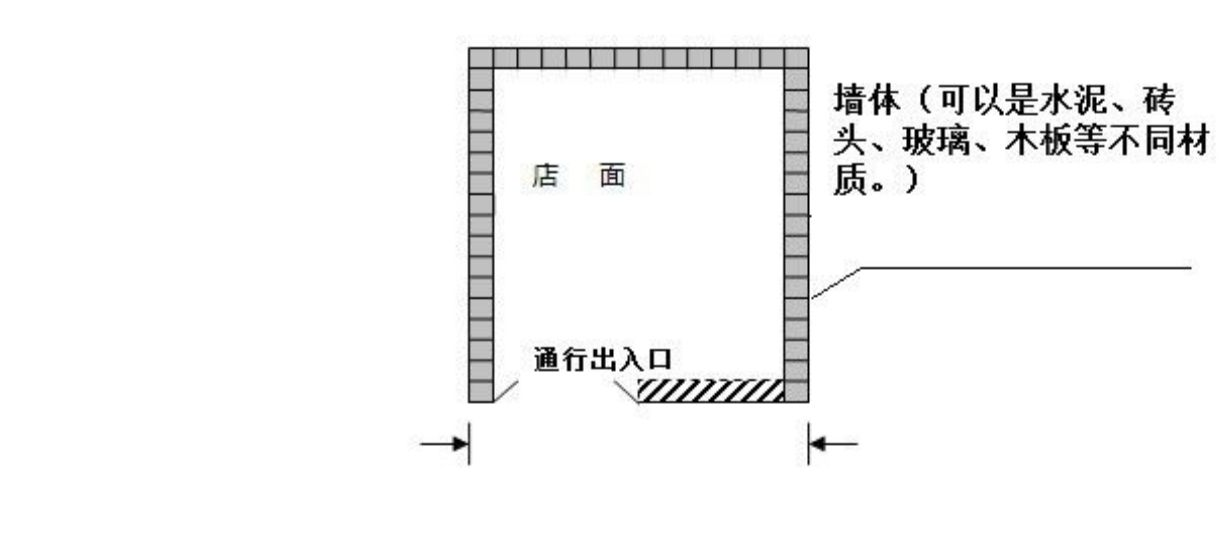 墙体（可以是水泥、砖
头、玻璃、木板等不同材
质。）
店 面
通行出入口